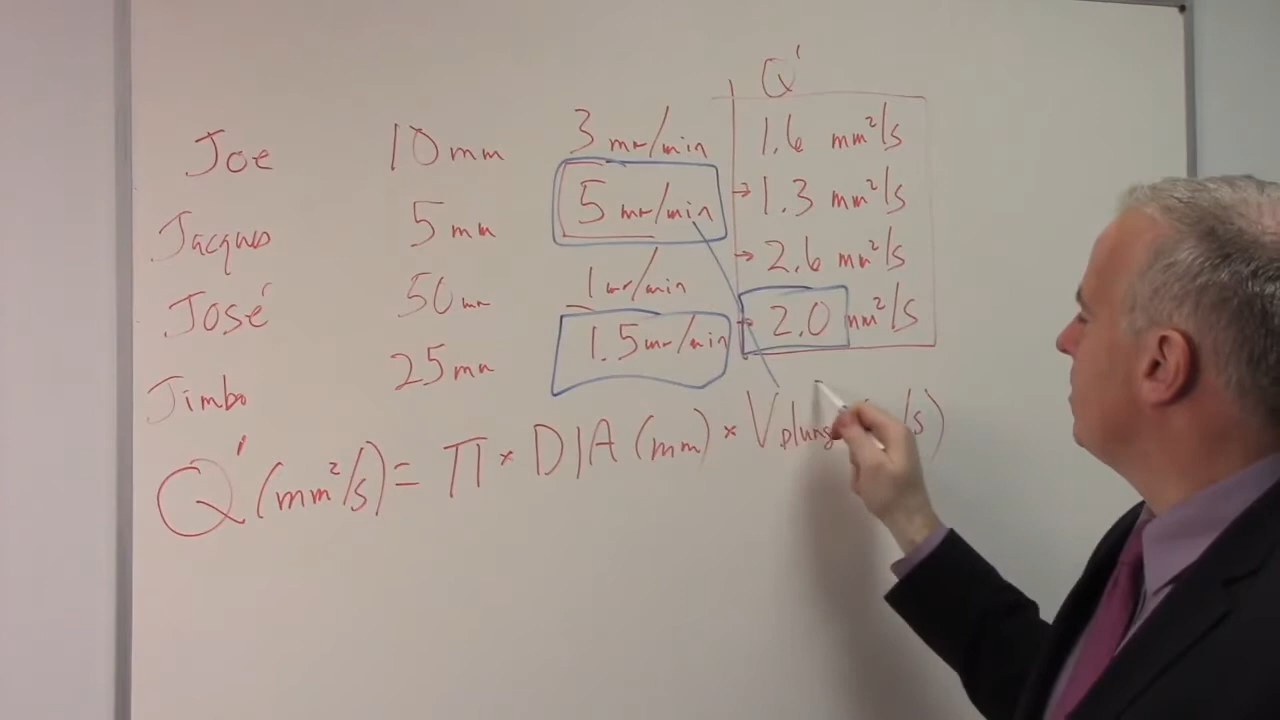 Q'
Joe 10mm 3 mm/min 1.6 mm²/s
Jacques 5mm 5 mm/min → 1.3 mm²/s
José 50mm 1 mm/min → 2.6 mm²/s
Jimbo 25mm 1.5 mm/min → 2.0 mm²/s
Q' (mm²/s) = π × DIA (mm) × V /s)